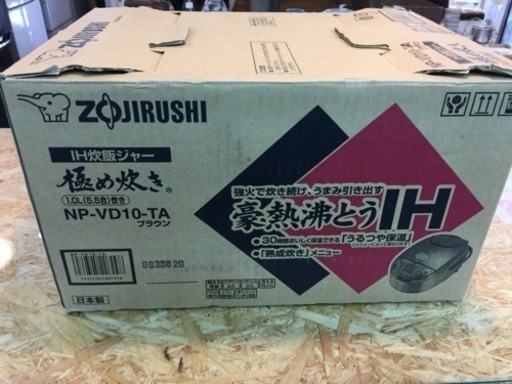 ZOJIRUSHI
IH炊飯ジャー
極め炊き®
1.0L(5.5合)炊き
NP-VD10-TA
ブラウン
強火で炊き続け、うまみ引き出す
豪熱沸とうIH
•30時間おいしく保温できる「うるつや保温」
•「熟成炊き」メニュー
NP-VD10-TA
日本製